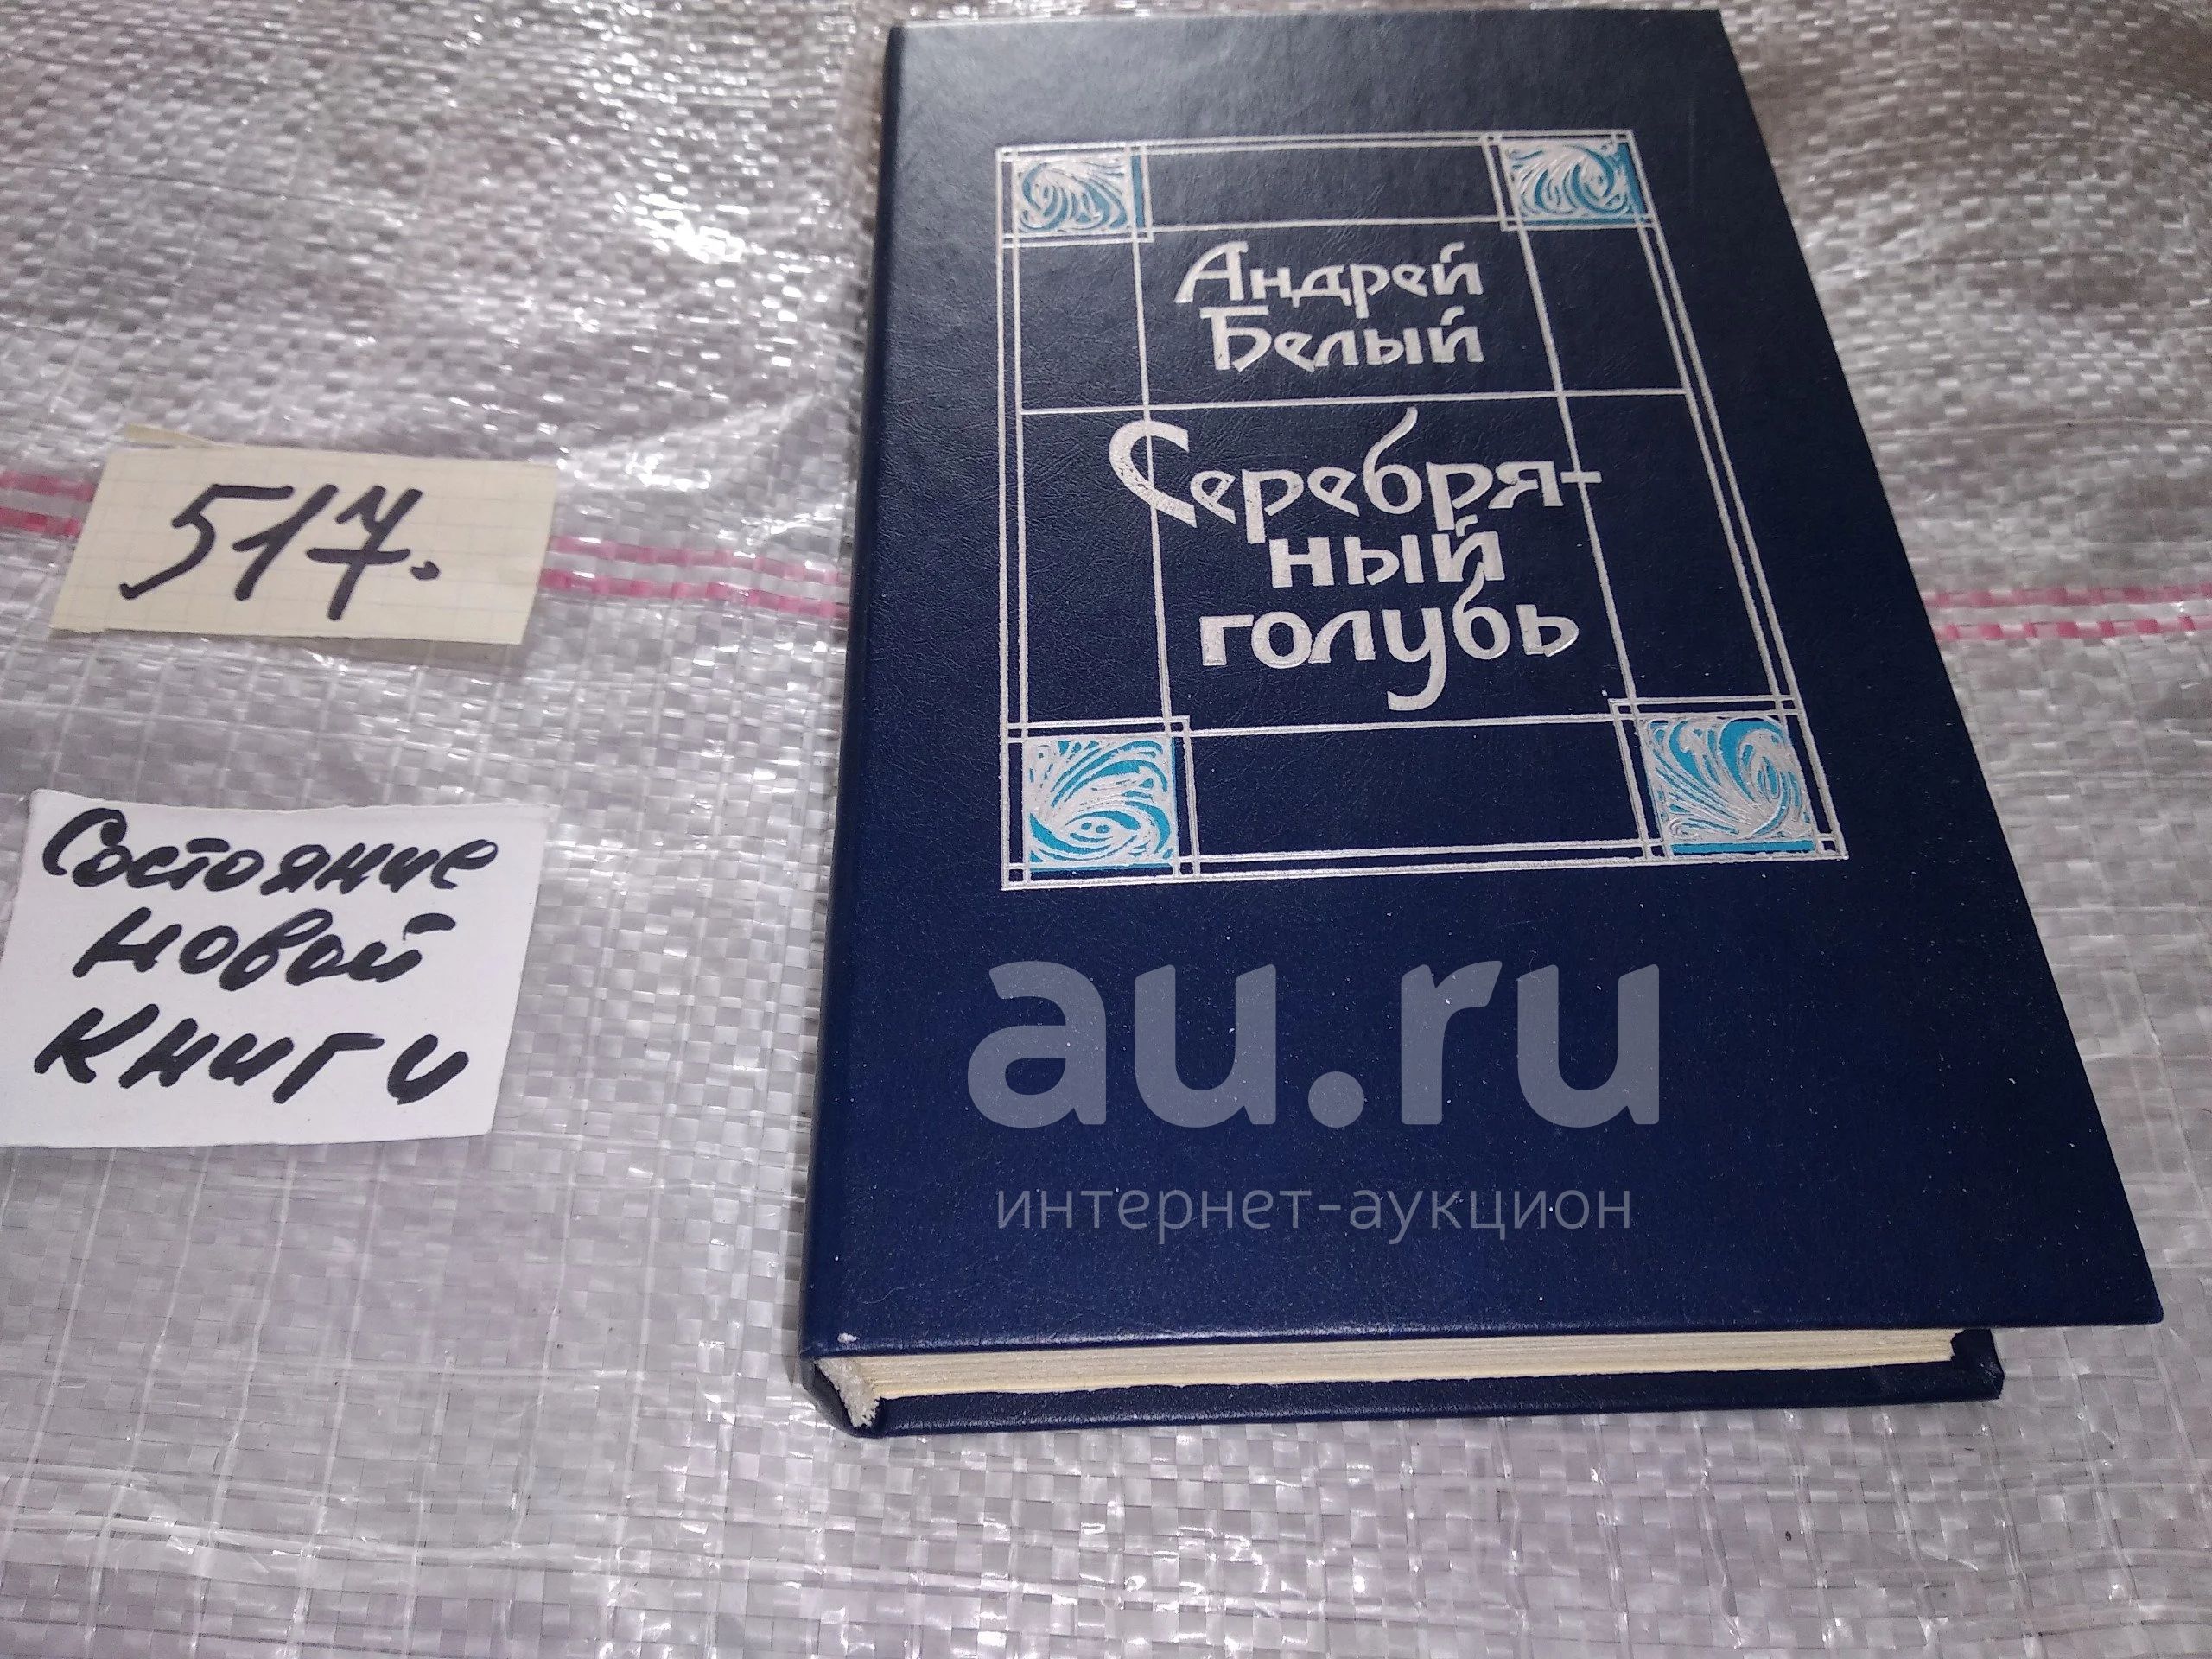 517.
Состояние
новой
книги
Андрей
Белый
Серебря-
ный
голубь
au.ru
интернет-аукцион